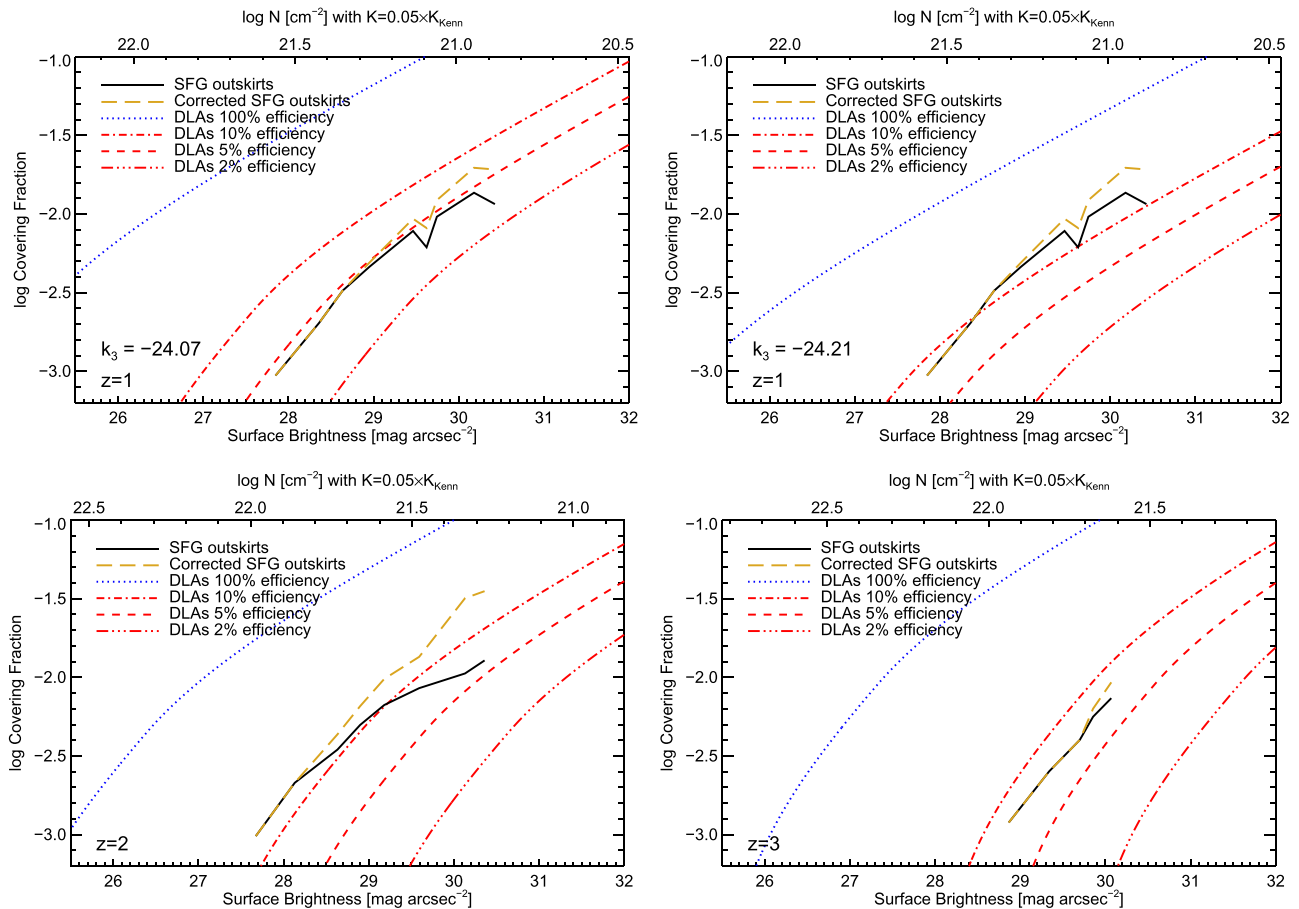 log N [cm⁻²] with K=0.05×K_Kenn
22.0 21.5 21.0 20.5
−1.0
−1.5
−2.0
−2.5
−3.0
log Covering Fraction
SFG outskirts
Corrected SFG outskirts
DLAs 100% efficiency
DLAs 10% efficiency
DLAs 5% efficiency
DLAs 2% efficiency
k₃ = −24.07
z=1
26 27 28 29 30 31 32
Surface Brightness [mag arcsec⁻²]
log N [cm⁻²] with K=0.05×K_Kenn
22.0 21.5 21.0 20.5
−1.0
−1.5
−2.0
−2.5
−3.0
log Covering Fraction
SFG outskirts
Corrected SFG outskirts
DLAs 100% efficiency
DLAs 10% efficiency
DLAs 5% efficiency
DLAs 2% efficiency
k₃ = −24.21
z=1
26 27 28 29 30 31 32
Surface Brightness [mag arcsec⁻²]
log N [cm⁻²] with K=0.05×K_Kenn
22.5 22.0 21.5 21.0
−1.0
−1.5
−2.0
−2.5
−3.0
log Covering Fraction
SFG outskirts
Corrected SFG outskirts
DLAs 100% efficiency
DLAs 10% efficiency
DLAs 5% efficiency
DLAs 2% efficiency
z=2
26 27 28 29 30 31 32
Surface Brightness [mag arcsec⁻²]
log N [cm⁻²] with K=0.05×K_Kenn
22.5 22.0 21.5
−1.0
−1.5
−2.0
−2.5
−3.0
log Covering Fraction
SFG outskirts
Corrected SFG outskirts
DLAs 100% efficiency
DLAs 10% efficiency
DLAs 5% efficiency
DLAs 2% efficiency
z=3
26 27 28 29 30 31 32
Surface Brightness [mag arcsec⁻²]